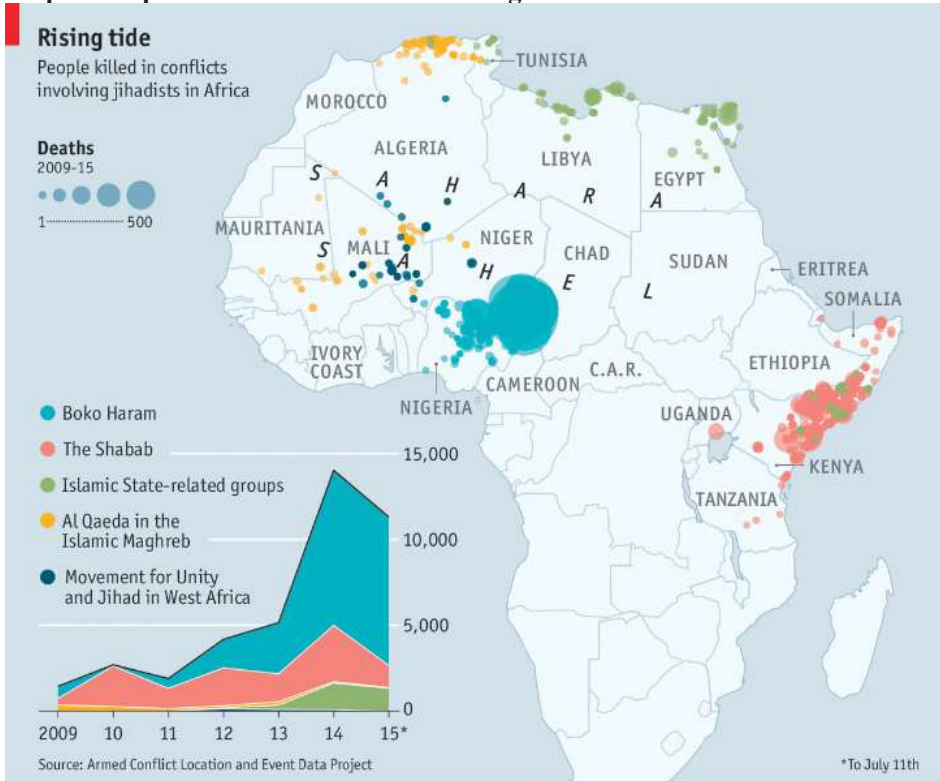 Rising tide
People killed in conflicts
involving jihadists in Africa
Deaths
2009-15
1
500
TUNISIA
MOROCCO
ALGERIA
LIBYA
EGYPT
S A H A R A
MAURITANIA
MALI
NIGER
CHAD
SUDAN
ERITREA
S A H E L
SOMALIA
IVORY
COAST
NIGERIA
CAMEROON
C.A.R.
ETHIOPIA
UGANDA
KENYA
TANZANIA
Boko Haram
The Shabab
Islamic State-related groups
Al Qaeda in the
Islamic Maghreb
Movement for Unity
and Jihad in West Africa
15,000
10,000
5,000
0
2009 10 11 12 13 14 15*
Source: Armed Conflict Location and Event Data Project
*To July 11th